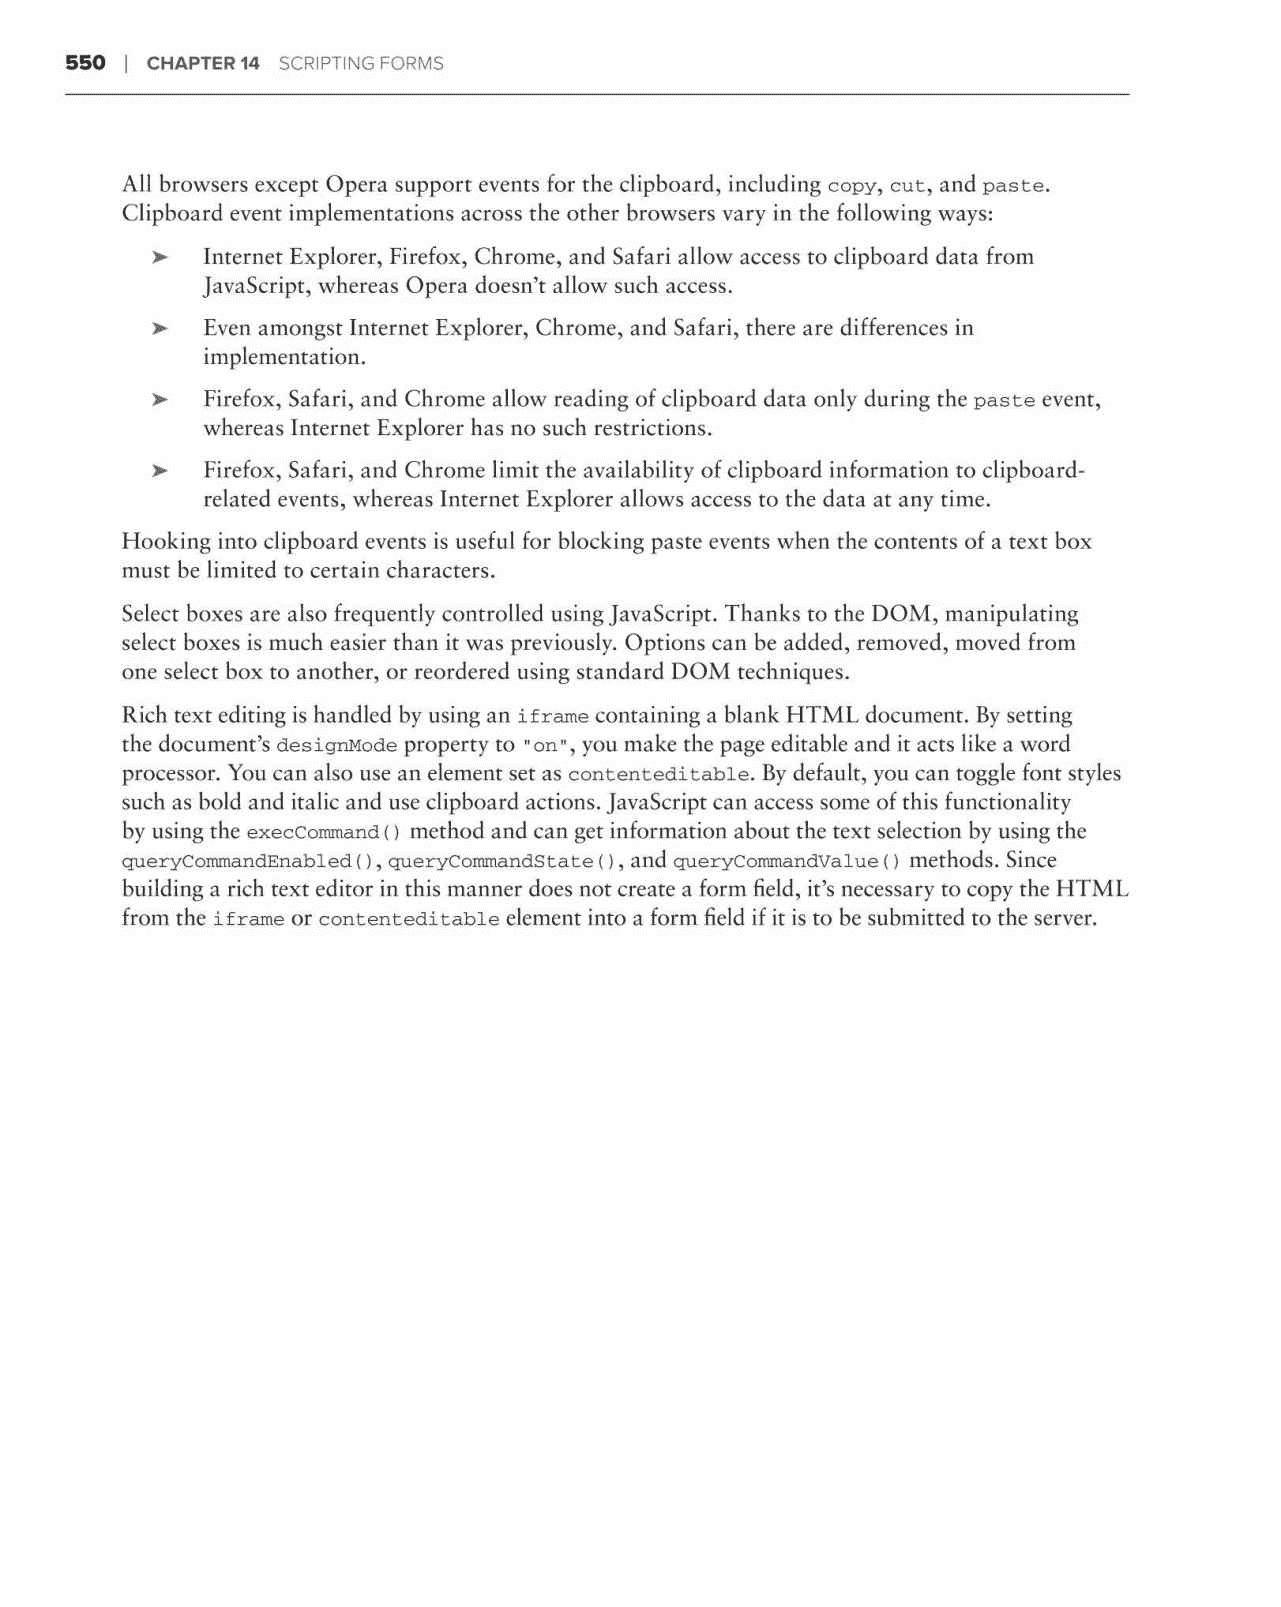 550 | CHAPTER 14 SCRIPTING FORMS
All browsers except Opera support events for the clipboard, including copy, cut, and paste.
Clipboard event implementations across the other browsers vary in the following ways:
➤ Internet Explorer, Firefox, Chrome, and Safari allow access to clipboard data from
JavaScript, whereas Opera doesn’t allow such access.
➤ Even amongst Internet Explorer, Chrome, and Safari, there are differences in
implementation.
➤ Firefox, Safari, and Chrome allow reading of clipboard data only during the paste event,
whereas Internet Explorer has no such restrictions.
➤ Firefox, Safari, and Chrome limit the availability of clipboard information to clipboard-
related events, whereas Internet Explorer allows access to the data at any time.
Hooking into clipboard events is useful for blocking paste events when the contents of a text box
must be limited to certain characters.
Select boxes are also frequently controlled using JavaScript. Thanks to the DOM, manipulating
select boxes is much easier than it was previously. Options can be added, removed, moved from
one select box to another, or reordered using standard DOM techniques.
Rich text editing is handled by using an iframe containing a blank HTML document. By setting
the document’s designMode property to "on", you make the page editable and it acts like a word
processor. You can also use an element set as contenteditable. By default, you can toggle font styles
such as bold and italic and use clipboard actions. JavaScript can access some of this functionality
by using the execCommand() method and can get information about the text selection by using the
queryCommandEnabled(), queryCommandState(), and queryCommandValue() methods. Since
building a rich text editor in this manner does not create a form field, it’s necessary to copy the HTML
from the iframe or contenteditable element into a form field if it is to be submitted to the server.